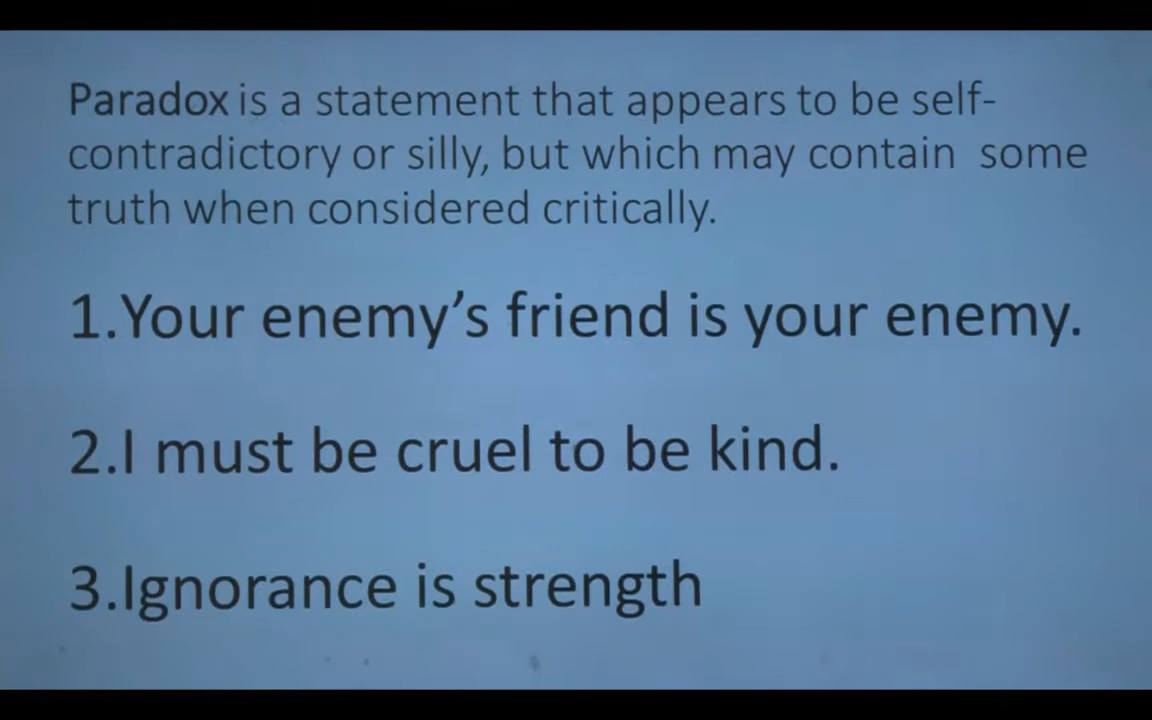 Paradox is a statement that appears to be self-
contradictory or silly, but which may contain  some
truth when considered critically.
1.Your enemy’s friend is your enemy.
2.I must be cruel to be kind.
3.Ignorance is strength